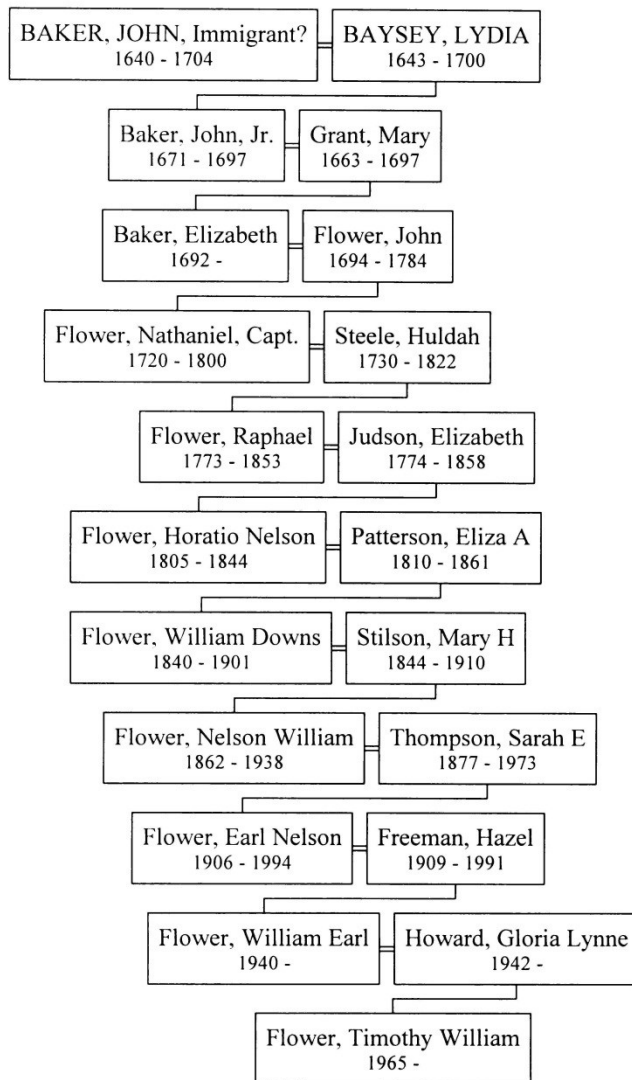 BAKER, JOHN, Immigrant?
1640 - 1704
BAYSEY, LYDIA
1643 - 1700
Baker, John, Jr.
1671 - 1697
Grant, Mary
1663 - 1697
Baker, Elizabeth
1692 -
Flower, John
1694 - 1784
Flower, Nathaniel, Capt.
1720 - 1800
Steele, Huldah
1730 - 1822
Flower, Raphael
1773 - 1853
Judson, Elizabeth
1774 - 1858
Flower, Horatio Nelson
1805 - 1844
Patterson, Eliza A
1810 - 1861
Flower, William Downs
1840 - 1901
Stilson, Mary H
1844 - 1910
Flower, Nelson William
1862 - 1938
Thompson, Sarah E
1877 - 1973
Flower, Earl Nelson
1906 - 1994
Freeman, Hazel
1909 - 1991
Flower, William Earl
1940 -
Howard, Gloria Lynne
1942 -
Flower, Timothy William
1965 -